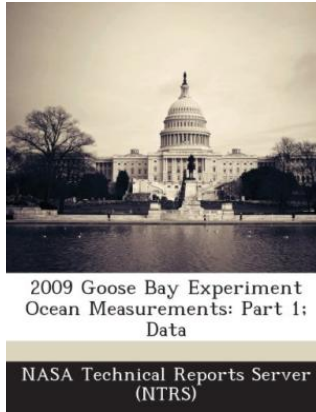 2009 Goose Bay Experiment
Ocean Measurements: Part 1;
Data
NASA Technical Reports Server
(NTRS)